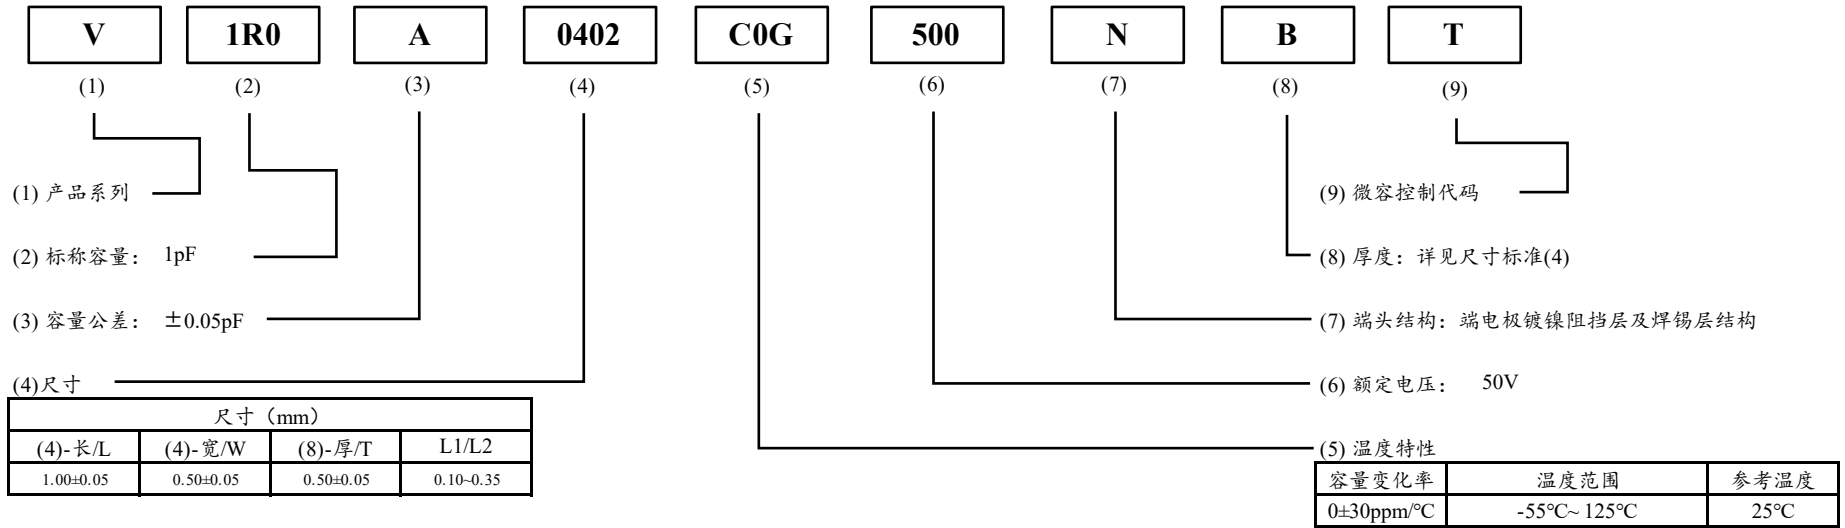 V 1R0 A 0402 C0G 500 N B T
(1) (2) (3) (4) (5) (6) (7) (8) (9)
(1) 产品系列
(9) 微容控制代码
(2) 标称容量： 1pF
(8) 厚度：详见尺寸标准(4)
(3) 容量公差： ±0.05pF
(7) 端头结构：端电极镀镍阻挡层及焊锡层结构
(4)尺寸
(6) 额定电压： 50V
尺寸（mm）
(4)-长/L (4)-宽/W (8)-厚/T L1/L2
1.00±0.05 0.50±0.05 0.50±0.05 0.10~0.35
(5) 温度特性
容量变化率 温度范围 参考温度
0±30ppm/°C -55°C~ 125°C 25°C